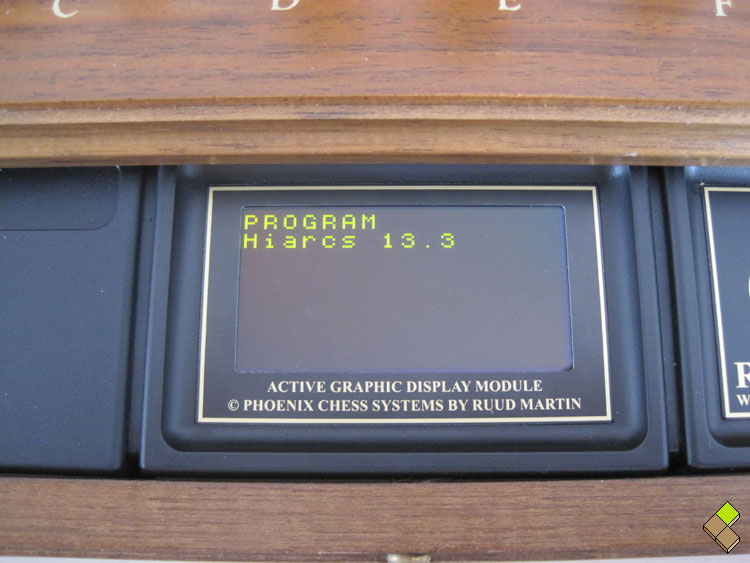 C D E F
PROGRAM
Hiarcs 13.3
ACTIVE GRAPHIC DISPLAY MODULE
© PHOENIX CHESS SYSTEMS BY RUUD MARTIN